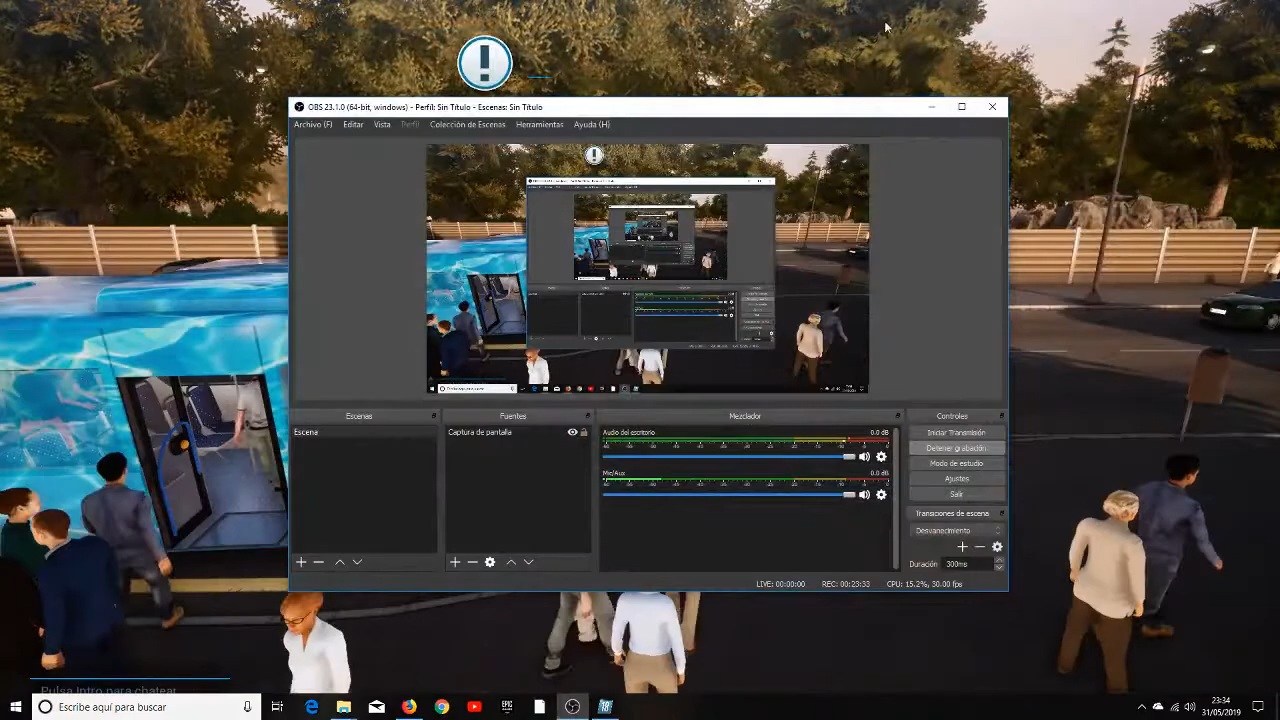 OBS 23.1.0 (64-bit, windows) - Perfil: Sin Título - Escenas: Sin Título
Archivo (F) Editar Vista Perfil Colección de Escenas Herramientas Ayuda (H)
Escenas Fuentes Mezclador Controles
Escena
Captura de pantalla
Audio del escritorio 0.0 dB
Mic/Aux 0.0 dB
Iniciar Transmisión
Detener grabación
Modo de estudio
Ajustes
Salir
Transiciones de escena
Desvanecimiento
Duración 300ms
LIVE: 00:00:00 REC: 00:23:33 CPU: 15.2%, 30.00 fps
Pulsa Intro para chatear
Escribe aquí para buscar
EPIC
23:34
31/05/2019